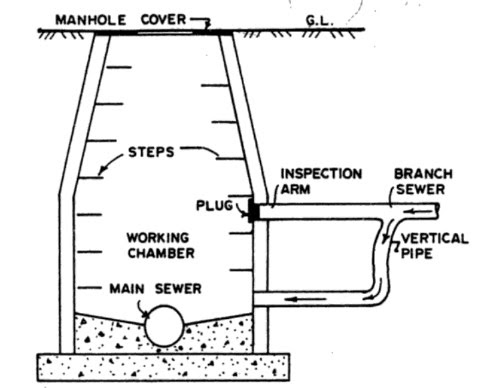 MANHOLE COVER
G.L.
STEPS
INSPECTION
ARM
BRANCH
SEWER
PLUG
VERTICAL
PIPE
WORKING
CHAMBER
MAIN SEWER